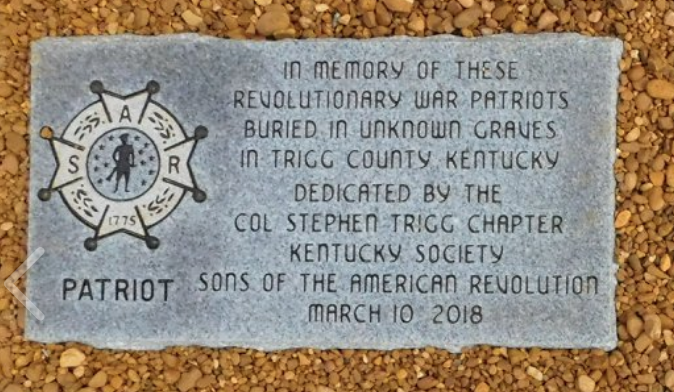 IN MEMORY OF THESE
REVOLUTIONARY WAR PATRIOTS
BURIED IN UNKNOWN GRAVES
IN TRIGG COUNTY KENTUCKY
DEDICATED BY THE
COL STEPHEN TRIGG CHAPTER
KENTUCKY SOCIETY
SONS OF THE AMERICAN REVOLUTION
MARCH 10 2018
S A R
1775
PATRIOT